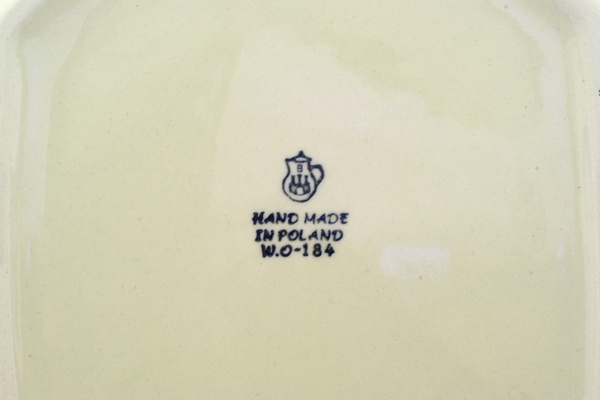 B
HAND MADE
IN POLAND
W.O-184